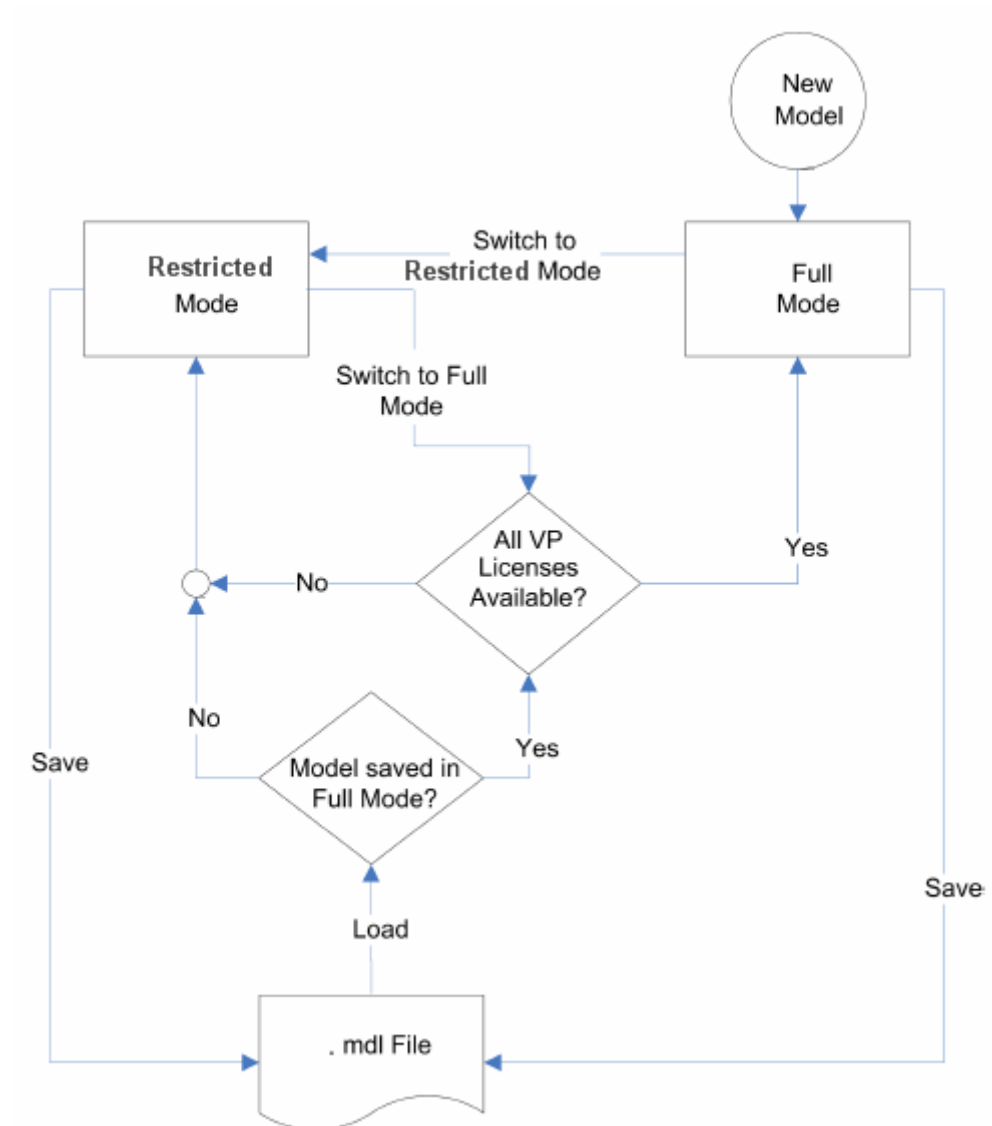 New
Model
Switch to
Restricted Mode
Restricted
Mode
Full
Mode
Switch to Full
Mode
All VP
Licenses
Available?
Yes
No
No
Model saved in
Full Mode?
Yes
Save
Save
Load
. mdl File